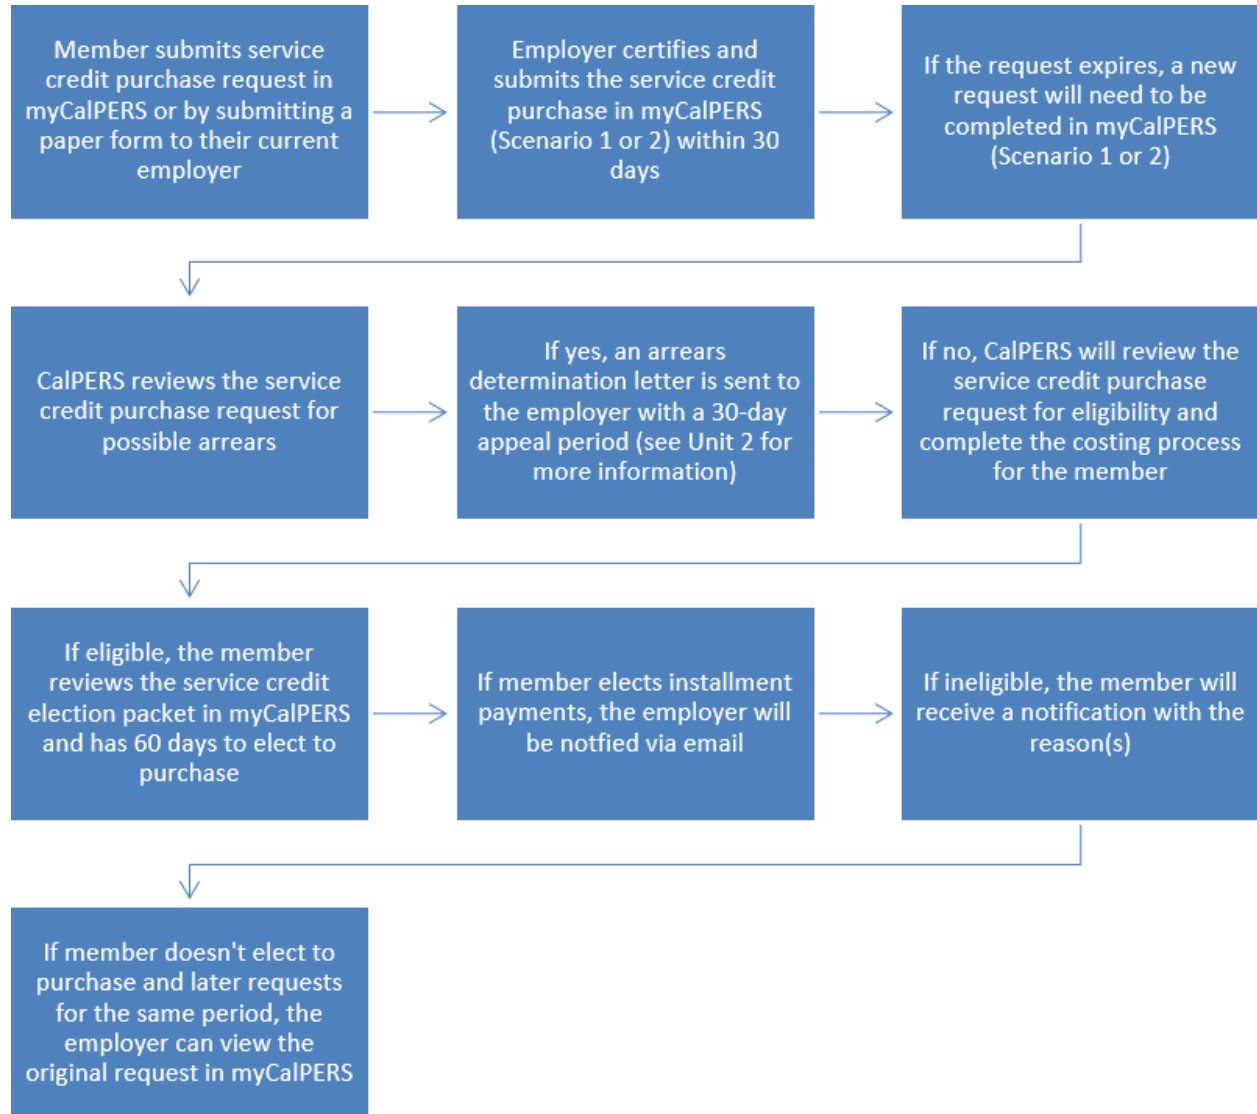 Member submits service
credit purchase request in
myCalPERS or by submitting a
paper form to their current
employer
Employer certifies and
submits the service credit
purchase in myCalPERS
(Scenario 1 or 2) within 30
days
If the request expires, a new
request will need to be
completed in myCalPERS
(Scenario 1 or 2)
CalPERS reviews the service
credit purchase request for
possible arrears
If yes, an arrears
determination letter is sent to
the employer with a 30-day
appeal period (see Unit 2 for
more information)
If no, CalPERS will review the
service credit purchase
request for eligibility and
complete the costing process
for the member
If eligible, the member
reviews the service credit
election packet in myCalPERS
and has 60 days to elect to
purchase
If member elects installment
payments, the employer will
be notfied via email
If ineligible, the member will
receive a notification with the
reason(s)
If member doesn't elect to
purchase and later requests
for the same period, the
employer can view the
original request in myCalPERS